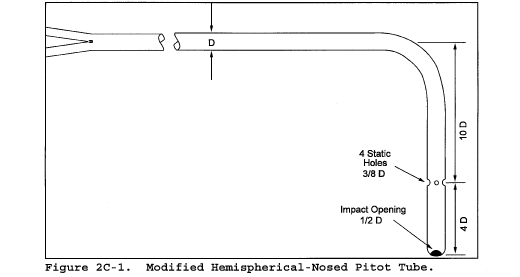 D
10 D
4 Static
Holes
3/8 D
Impact Opening
1/2 D
4 D
Figure 2C-1. Modified Hemispherical-Nosed Pitot Tube.